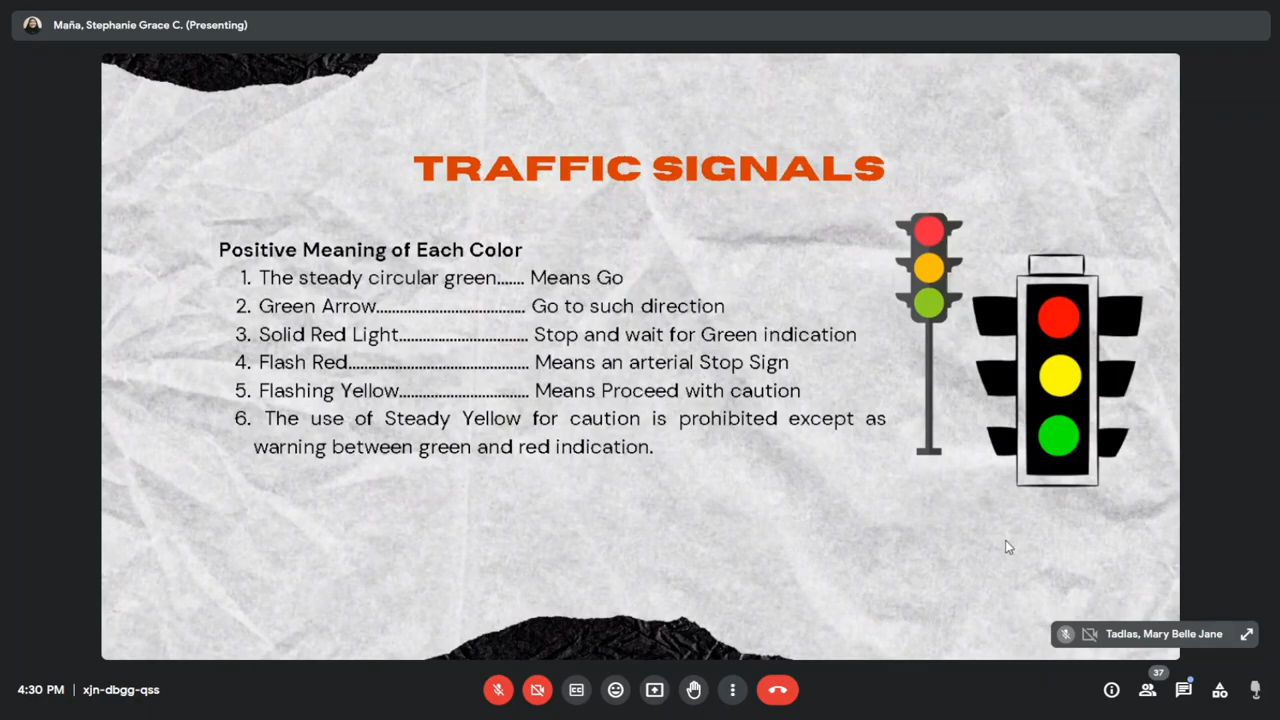 Maña, Stephanie Grace C. (Presenting)
TRAFFIC SIGNALS
Positive Meaning of Each Color
1. The steady circular green....... Means Go
2. Green Arrow.................................... Go to such direction
3. Solid Red Light............................... Stop and wait for Green indication
4. Flash Red........................................... Means an arterial Stop Sign
5. Flashing Yellow............................... Means Proceed with caution
6. The use of Steady Yellow for caution is prohibited except as
warning between green and red indication.
Tadlas, Mary Belle Jane
37
4:30 PM | xjn-dbgg-qss
CC